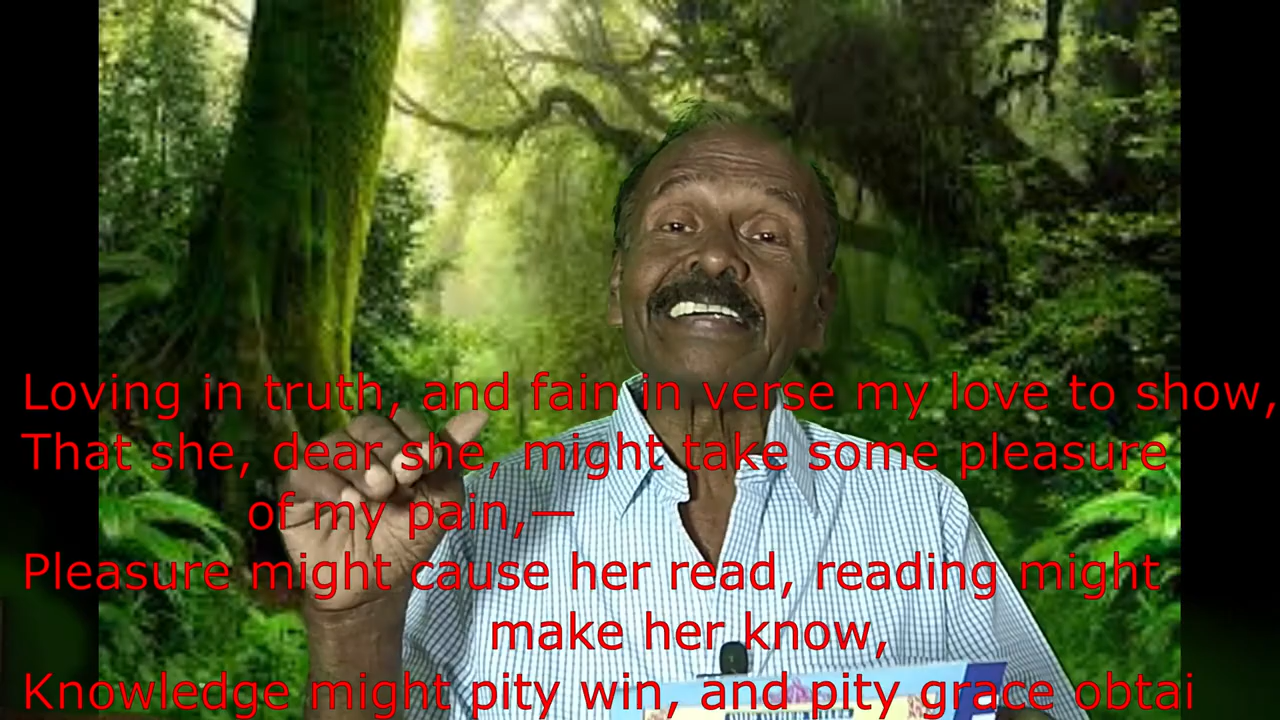 Loving in truth, and fain in verse my love to show,
That she, dear she, might take some pleasure
of my pain,—
Pleasure might cause her read, reading might
make her know,
Knowledge might pity win, and pity grace obtai